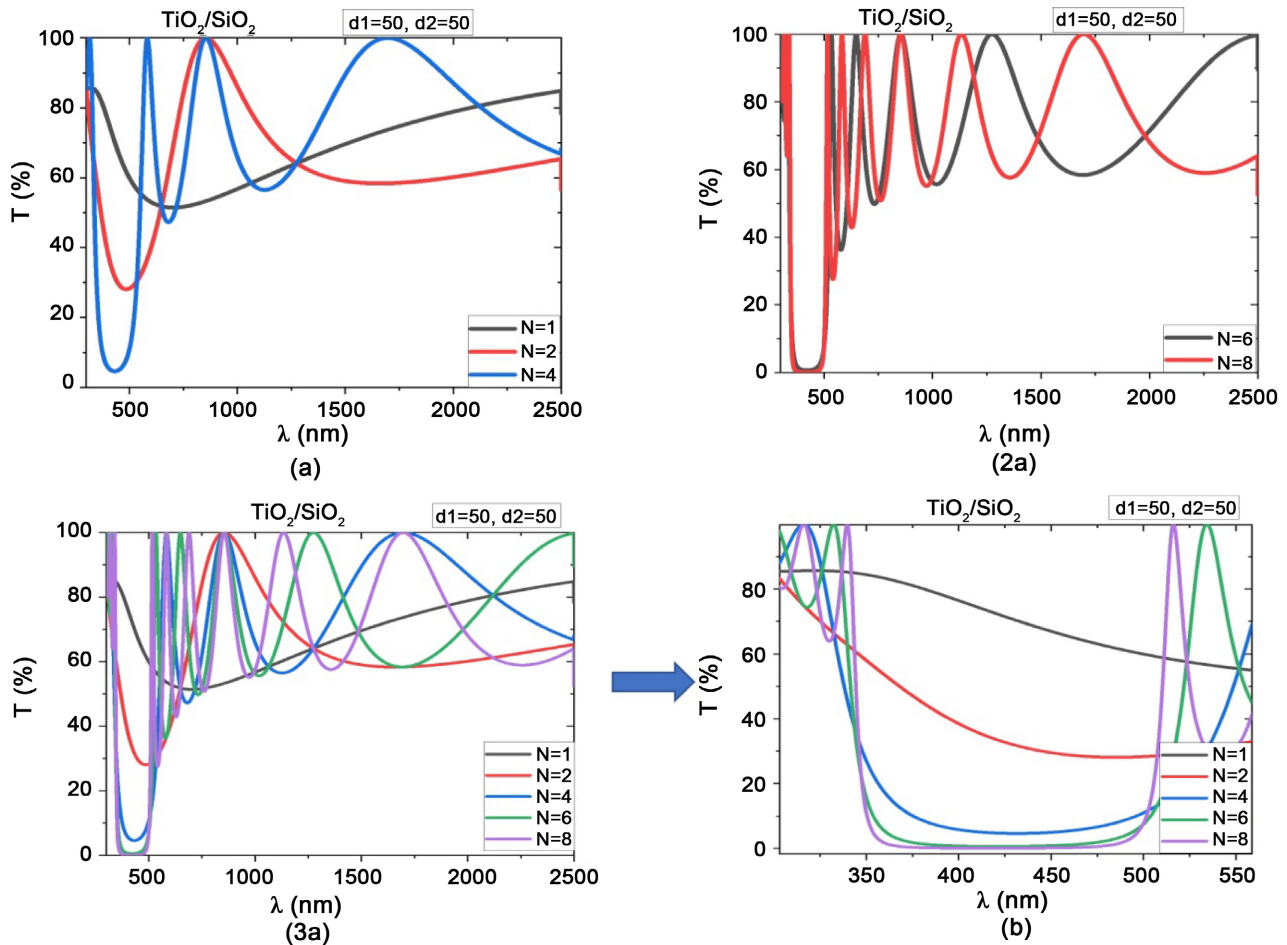 TiO2/SiO2
d1=50, d2=50
100
80
60
40
20
0
T (%)
500
1000
1500
2000
2500
λ (nm)
N=1
N=2
N=4
(a)
TiO2/SiO2
d1=50, d2=50
100
80
60
40
20
0
T (%)
500
1000
1500
2000
2500
λ (nm)
N=6
N=8
(2a)
TiO2/SiO2
d1=50, d2=50
100
80
60
40
20
0
T (%)
500
1000
1500
2000
2500
λ (nm)
N=1
N=2
N=4
N=6
N=8
(3a)
TiO2/SiO2
d1=50, d2=50
80
60
40
20
0
T (%)
350
400
450
500
550
λ (nm)
N=1
N=2
N=4
N=6
N=8
(b)